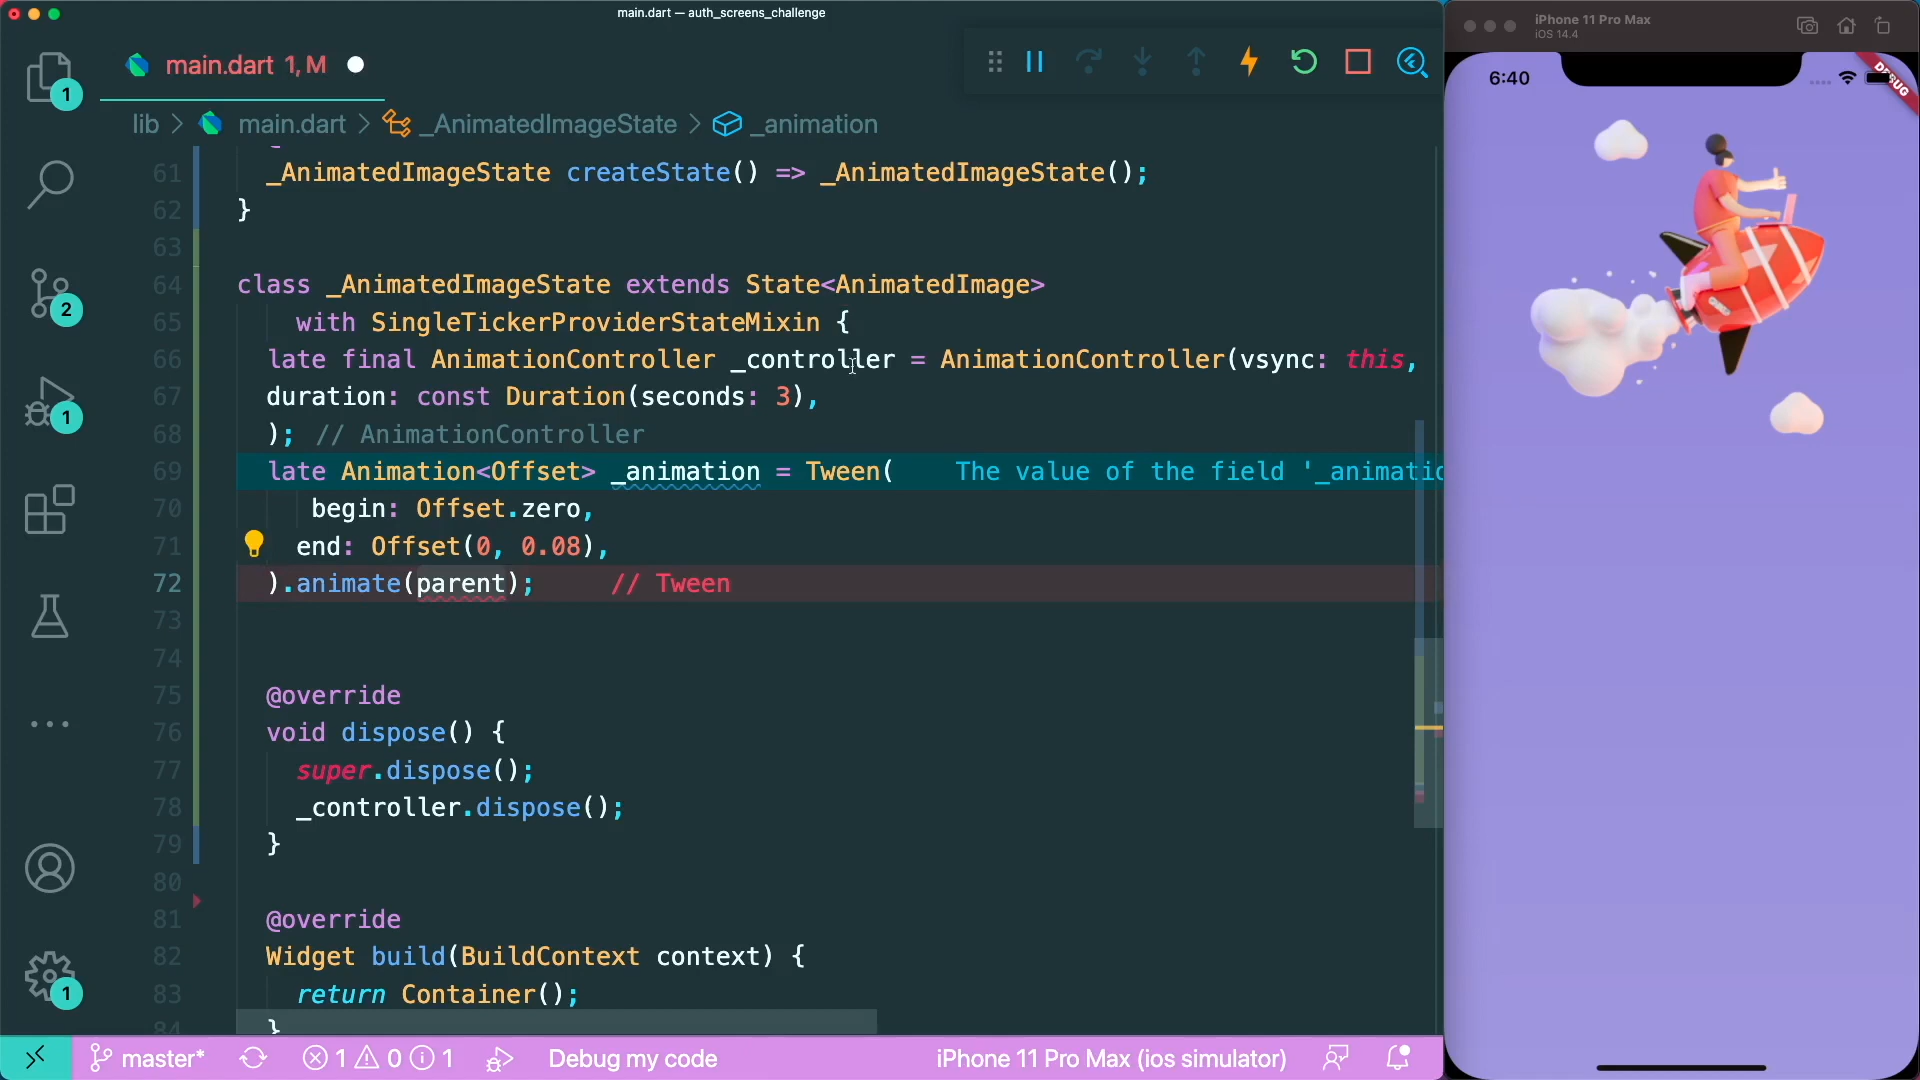 main.dart — auth_screens_challenge
iPhone 11 Pro Max
iOS 14.4
main.dart 1, M
6:40
DEBUG
lib > main.dart > _AnimatedImageState > _animation
61 _AnimatedImageState createState() => _AnimatedImageState();
62 }
63
64 class _AnimatedImageState extends State<AnimatedImage>
65 with SingleTickerProviderStateMixin {
66 late final AnimationController _controller = AnimationController(vsync: this,
67 duration: const Duration(seconds: 3),
68 ); // AnimationController
69 late Animation<Offset> _animation = Tween( The value of the field '_animatic
70 begin: Offset.zero,
71 end: Offset(0, 0.08),
72 ).animate(parent); // Tween
73
74
75 @override
76 void dispose() {
77 super.dispose();
78 _controller.dispose();
79 }
80
81 @override
82 Widget build(BuildContext context) {
83 return Container();
84 }
1
2
1
1
master* 1 0 1 Debug my code iPhone 11 Pro Max (ios simulator)